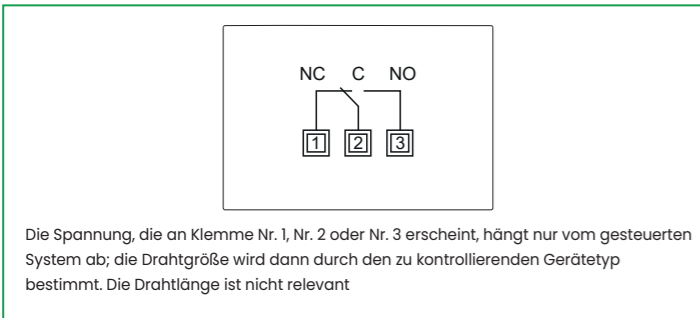 NC C NO
1 2 3
Die Spannung, die an Klemme Nr. 1, Nr. 2 oder Nr. 3 erscheint, hängt nur vom gesteuerten
System ab; die Drahtgröße wird dann durch den zu kontrollierenden Gerätetyp
bestimmt. Die Drahtlänge ist nicht relevant